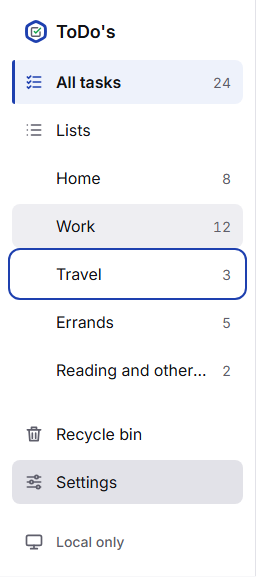 ToDo's
All tasks 24
Lists
Home 8
Work 12
Travel 3
Errands 5
Reading and other... 2
Recycle bin
Settings
Local only